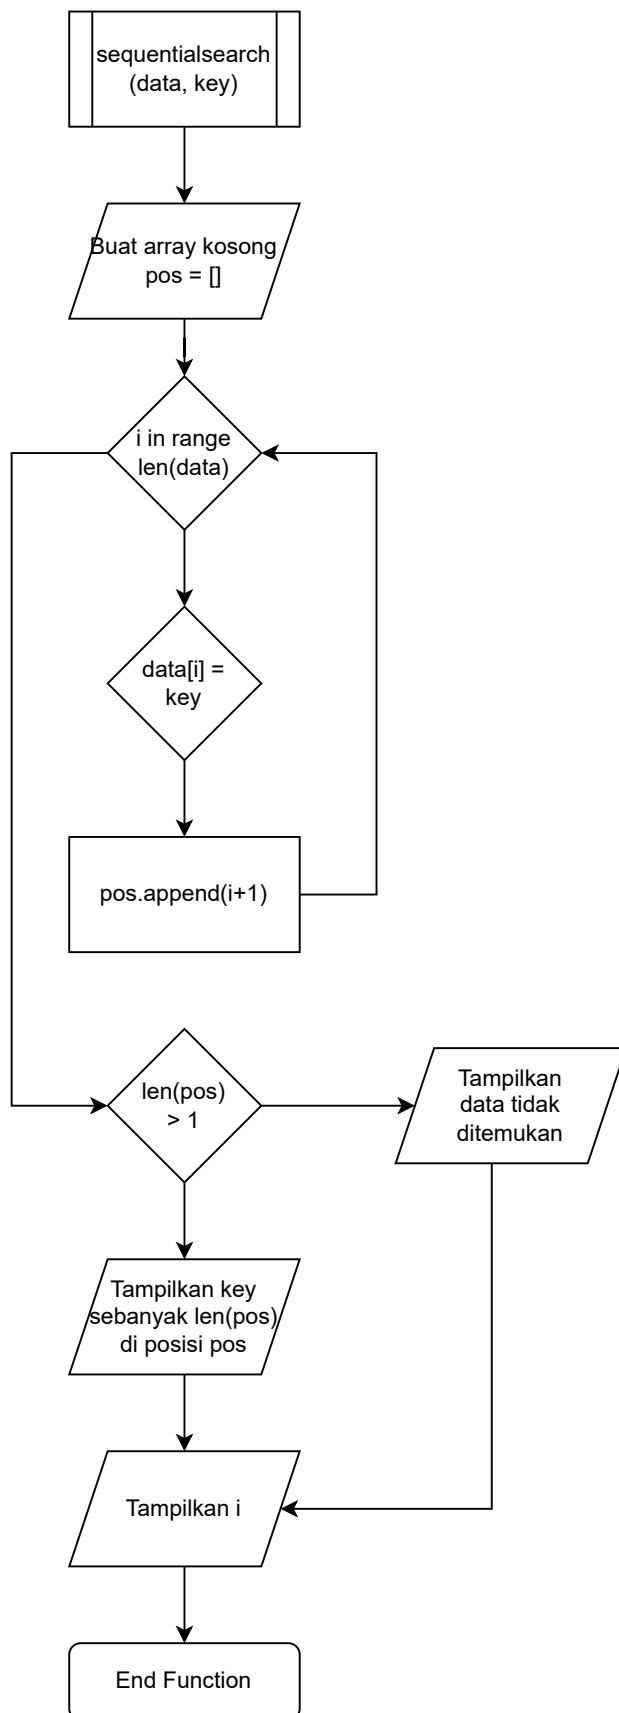 sequentialsearch
(data, key)
Buat array kosong
pos = []
i in range
len(data)
data[i] =
key
pos.append(i+1)
len(pos)
> 1
Tampilkan
data tidak
ditemukan
Tampilkan key
sebanyak len(pos)
di posisi pos
Tampilkan i
End Function